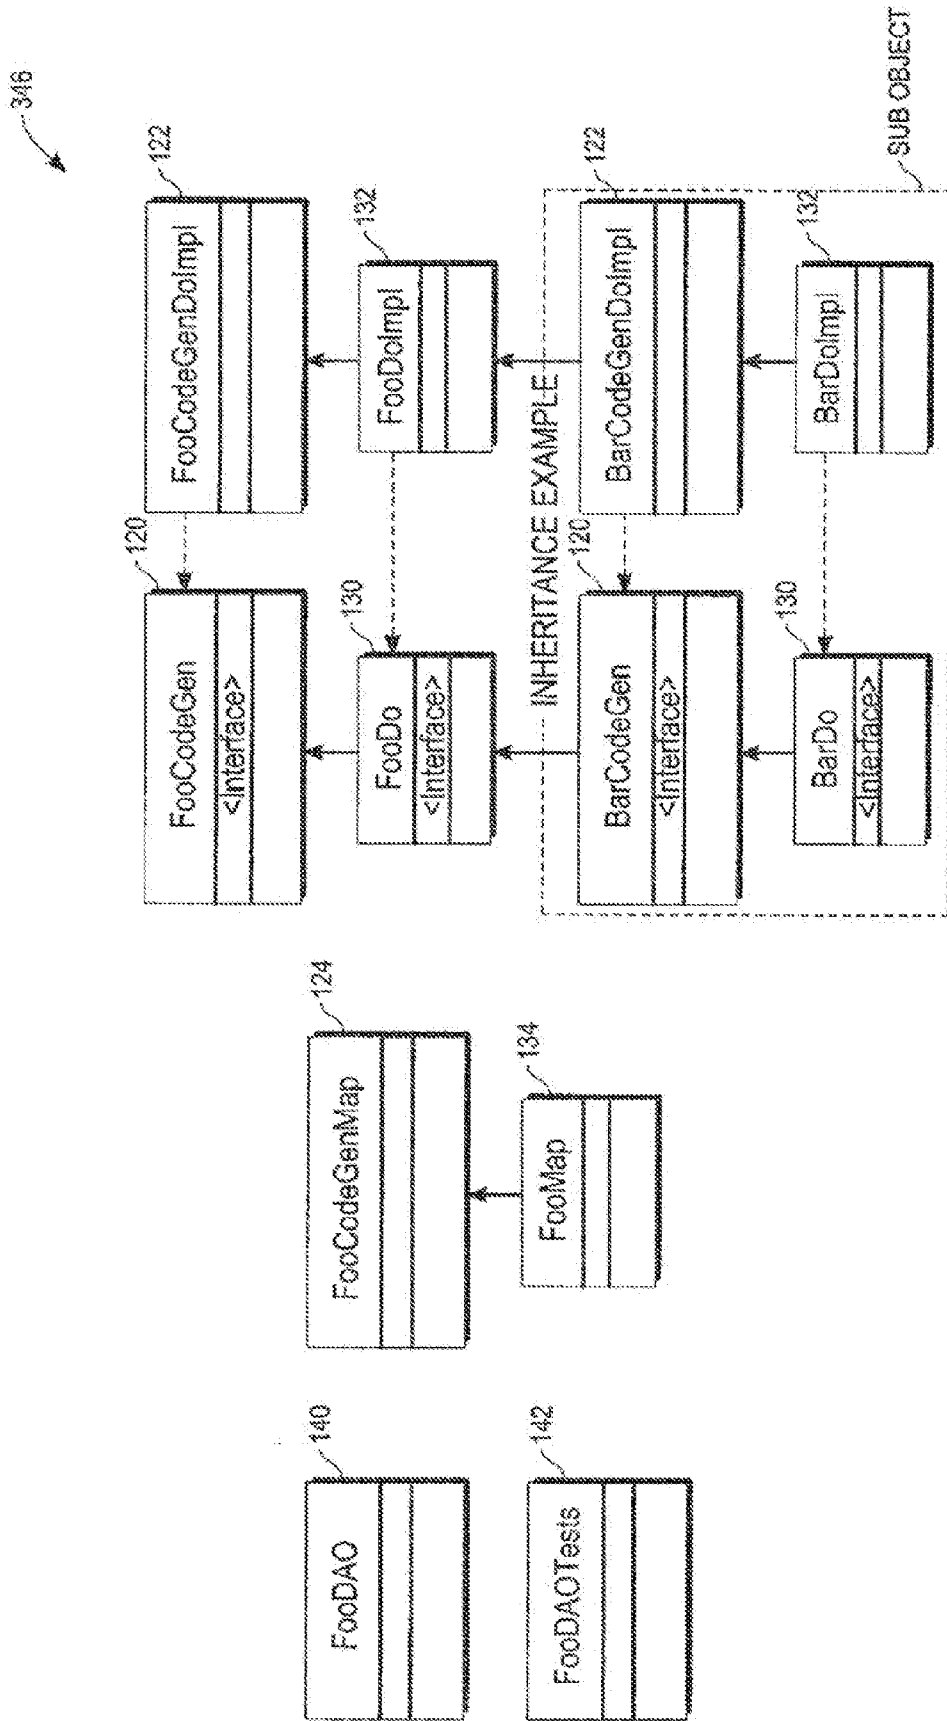 346
FooDAO
140
FooDAOTests
142
FooCodeGenMap
124
FooMap
134
FooCodeGen
<Interface>
120
FooCodeGenDoImpl
122
FooDo
<Interface>
130
FooDoImpl
132
INHERITANCE EXAMPLE
BarCodeGen
<Interface>
120
BarCodeGenDoImpl
122
BarDo
<Interface>
130
BarDoImpl
132
SUB OBJECT